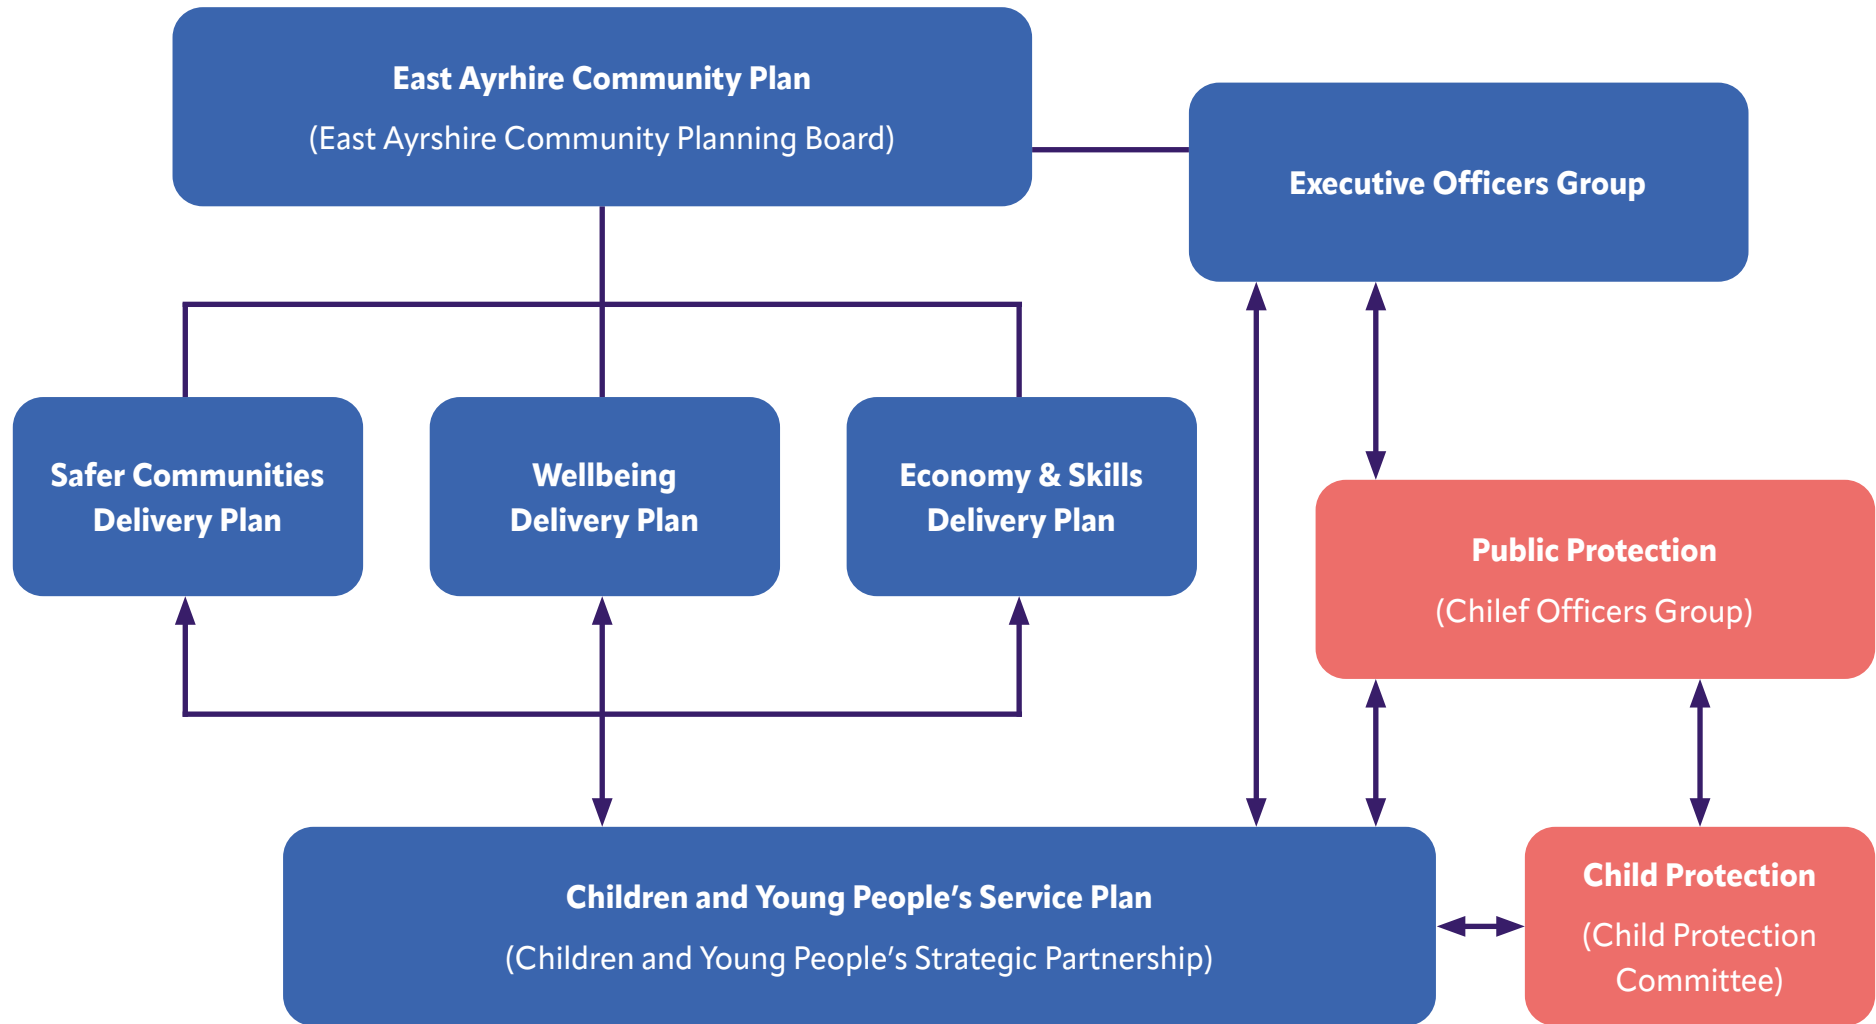 East Ayrhire Community Plan
(East Ayrshire Community Planning Board)
Executive Officers Group
Safer Communities
Delivery Plan
Wellbeing
Delivery Plan
Economy & Skills
Delivery Plan
Public Protection
(Chilef Officers Group)
Children and Young People’s Service Plan
(Children and Young People’s Strategic Partnership)
Child Protection
(Child Protection
Committee)